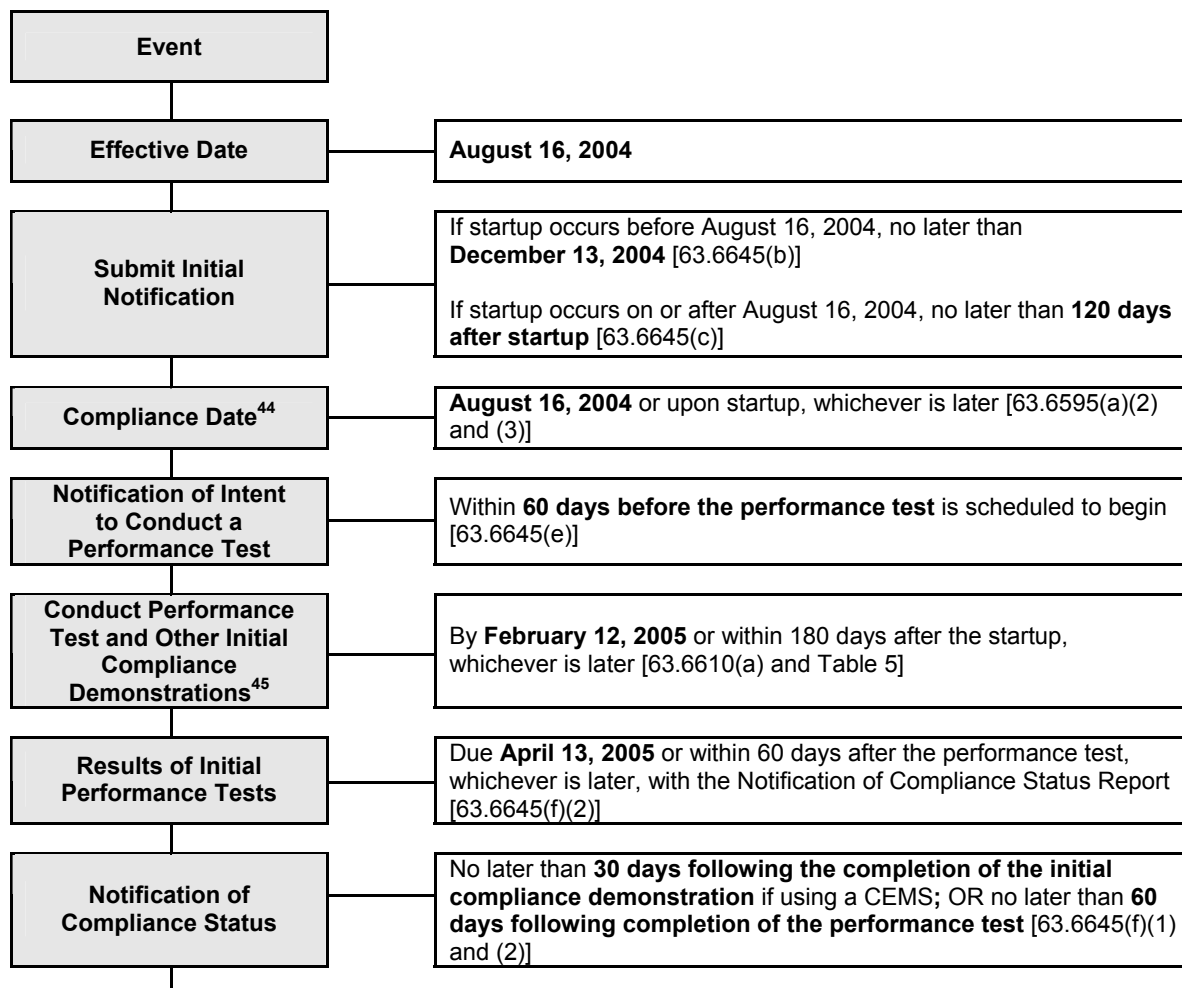 Event
Effective Date
August 16, 2004
Submit Initial
Notification
If startup occurs before August 16, 2004, no later than
December 13, 2004 [63.6645(b)]
If startup occurs on or after August 16, 2004, no later than 120 days
after startup [63.6645(c)]
Compliance Date44
August 16, 2004 or upon startup, whichever is later [63.6595(a)(2)
and (3)]
Notification of Intent
to Conduct a
Performance Test
Within 60 days before the performance test is scheduled to begin
[63.6645(e)]
Conduct Performance
Test and Other Initial
Compliance
Demonstrations45
By February 12, 2005 or within 180 days after the startup,
whichever is later [63.6610(a) and Table 5]
Results of Initial
Performance Tests
Due April 13, 2005 or within 60 days after the performance test,
whichever is later, with the Notification of Compliance Status Report
[63.6645(f)(2)]
Notification of
Compliance Status
No later than 30 days following the completion of the initial
compliance demonstration if using a CEMS; OR no later than 60
days following completion of the performance test [63.6645(f)(1)
and (2)]